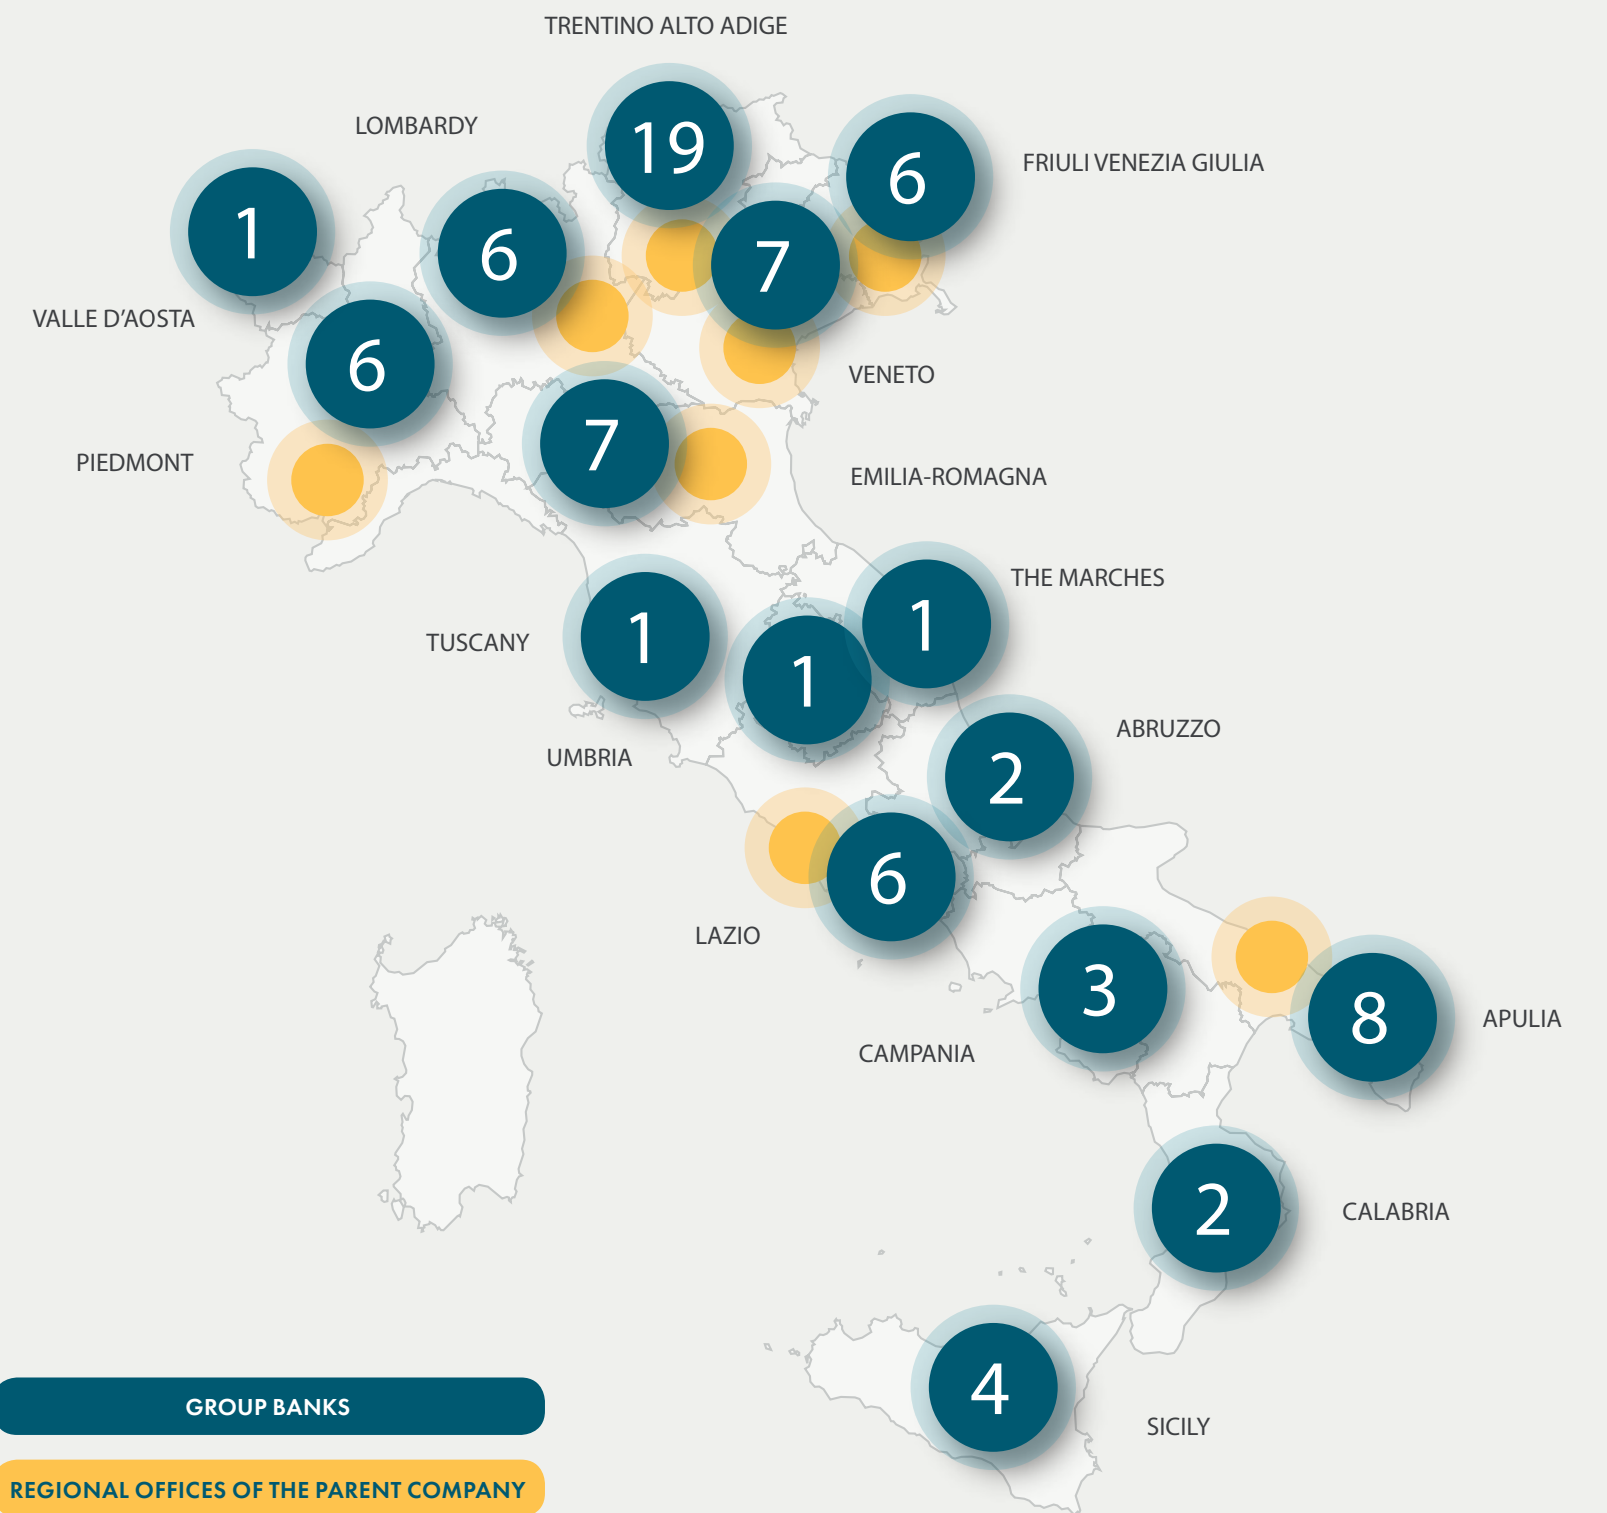 TRENTINO ALTO ADIGE
19
LOMBARDY
6
FRIULI VENEZIA GIULIA
1
6
7
VALLE D'AOSTA
6
VENETO
7
PIEDMONT
EMILIA-ROMAGNA
THE MARCHES
1
TUSCANY
1
1
UMBRIA
ABRUZZO
2
6
LAZIO
3
8
APULIA
CAMPANIA
2
CALABRIA
4
SICILY
GROUP BANKS
REGIONAL OFFICES OF THE PARENT COMPANY